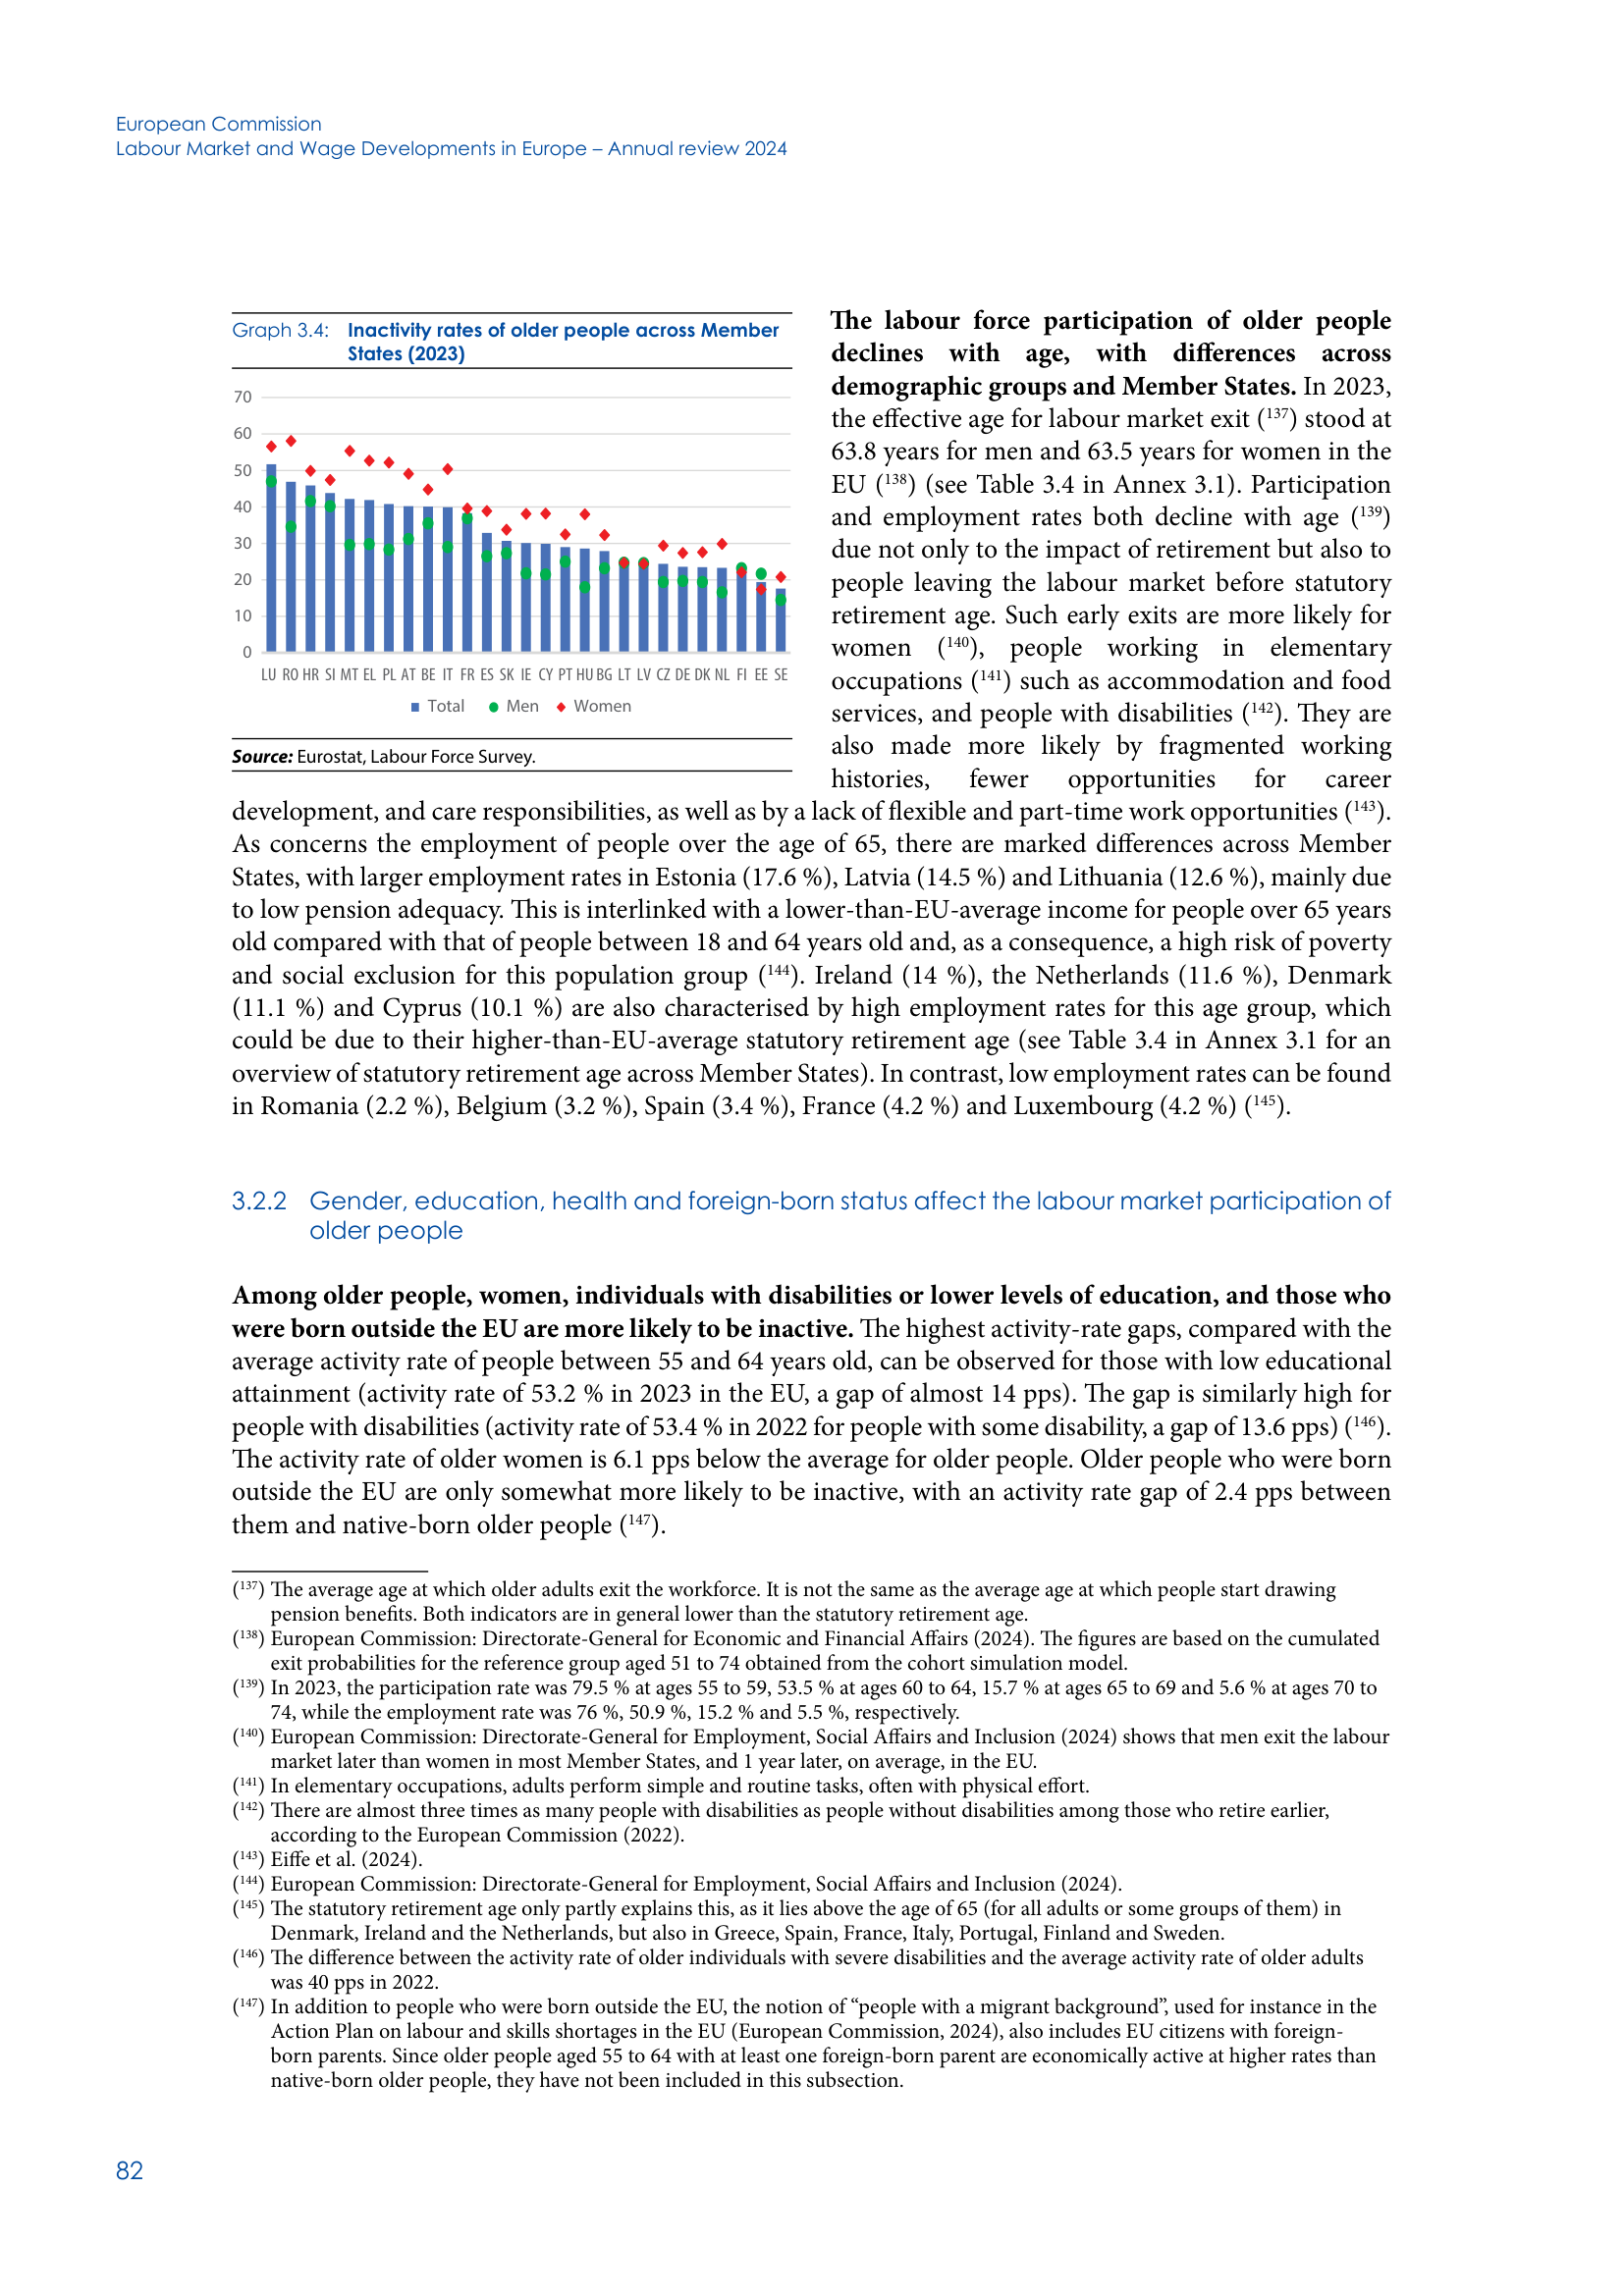 European Commission
Labour Market and Wage Developments in Europe – Annual review 2024
Graph 3.4: Inactivity rates of older people across Member
States (2023)
70
60
50
40
30
20
10
0
LU RO HR SI MT EL PL AT BE IT FR ES SK IE CY PT HU BG LT LV CZ DE DK NL FI EE SE
Total Men Women
Source: Eurostat, Labour Force Survey.
The labour force participation of older people
declines with age, with differences across
demographic groups and Member States. In 2023,
the effective age for labour market exit (137) stood at
63.8 years for men and 63.5 years for women in the
EU (138) (see Table 3.4 in Annex 3.1). Participation
and employment rates both decline with age (139)
due not only to the impact of retirement but also to
people leaving the labour market before statutory
retirement age. Such early exits are more likely for
women (140), people working in elementary
occupations (141) such as accommodation and food
services, and people with disabilities (142). They are
also made more likely by fragmented working
histories, fewer opportunities for career
development, and care responsibilities, as well as by a lack of flexible and part-time work opportunities (143).
As concerns the employment of people over the age of 65, there are marked differences across Member
States, with larger employment rates in Estonia (17.6 %), Latvia (14.5 %) and Lithuania (12.6 %), mainly due
to low pension adequacy. This is interlinked with a lower-than-EU-average income for people over 65 years
old compared with that of people between 18 and 64 years old and, as a consequence, a high risk of poverty
and social exclusion for this population group (144). Ireland (14 %), the Netherlands (11.6 %), Denmark
(11.1 %) and Cyprus (10.1 %) are also characterised by high employment rates for this age group, which
could be due to their higher-than-EU-average statutory retirement age (see Table 3.4 in Annex 3.1 for an
overview of statutory retirement age across Member States). In contrast, low employment rates can be found
in Romania (2.2 %), Belgium (3.2 %), Spain (3.4 %), France (4.2 %) and Luxembourg (4.2 %) (145).
3.2.2 Gender, education, health and foreign-born status affect the labour market participation of
older people
Among older people, women, individuals with disabilities or lower levels of education, and those who
were born outside the EU are more likely to be inactive. The highest activity-rate gaps, compared with the
average activity rate of people between 55 and 64 years old, can be observed for those with low educational
attainment (activity rate of 53.2 % in 2023 in the EU, a gap of almost 14 pps). The gap is similarly high for
people with disabilities (activity rate of 53.4 % in 2022 for people with some disability, a gap of 13.6 pps) (146).
The activity rate of older women is 6.1 pps below the average for older people. Older people who were born
outside the EU are only somewhat more likely to be inactive, with an activity rate gap of 2.4 pps between
them and native-born older people (147).
(137) The average age at which older adults exit the workforce. It is not the same as the average age at which people start drawing
pension benefits. Both indicators are in general lower than the statutory retirement age.
(138) European Commission: Directorate-General for Economic and Financial Affairs (2024). The figures are based on the cumulated
exit probabilities for the reference group aged 51 to 74 obtained from the cohort simulation model.
(139) In 2023, the participation rate was 79.5 % at ages 55 to 59, 53.5 % at ages 60 to 64, 15.7 % at ages 65 to 69 and 5.6 % at ages 70 to
74, while the employment rate was 76 %, 50.9 %, 15.2 % and 5.5 %, respectively.
(140) European Commission: Directorate-General for Employment, Social Affairs and Inclusion (2024) shows that men exit the labour
market later than women in most Member States, and 1 year later, on average, in the EU.
(141) In elementary occupations, adults perform simple and routine tasks, often with physical effort.
(142) There are almost three times as many people with disabilities as people without disabilities among those who retire earlier,
according to the European Commission (2022).
(143) Eiffe et al. (2024).
(144) European Commission: Directorate-General for Employment, Social Affairs and Inclusion (2024).
(145) The statutory retirement age only partly explains this, as it lies above the age of 65 (for all adults or some groups of them) in
Denmark, Ireland and the Netherlands, but also in Greece, Spain, France, Italy, Portugal, Finland and Sweden.
(146) The difference between the activity rate of older individuals with severe disabilities and the average activity rate of older adults
was 40 pps in 2022.
(147) In addition to people who were born outside the EU, the notion of “people with a migrant background”, used for instance in the
Action Plan on labour and skills shortages in the EU (European Commission, 2024), also includes EU citizens with foreign-
born parents. Since older people aged 55 to 64 with at least one foreign-born parent are economically active at higher rates than
native-born older people, they have not been included in this subsection.
82